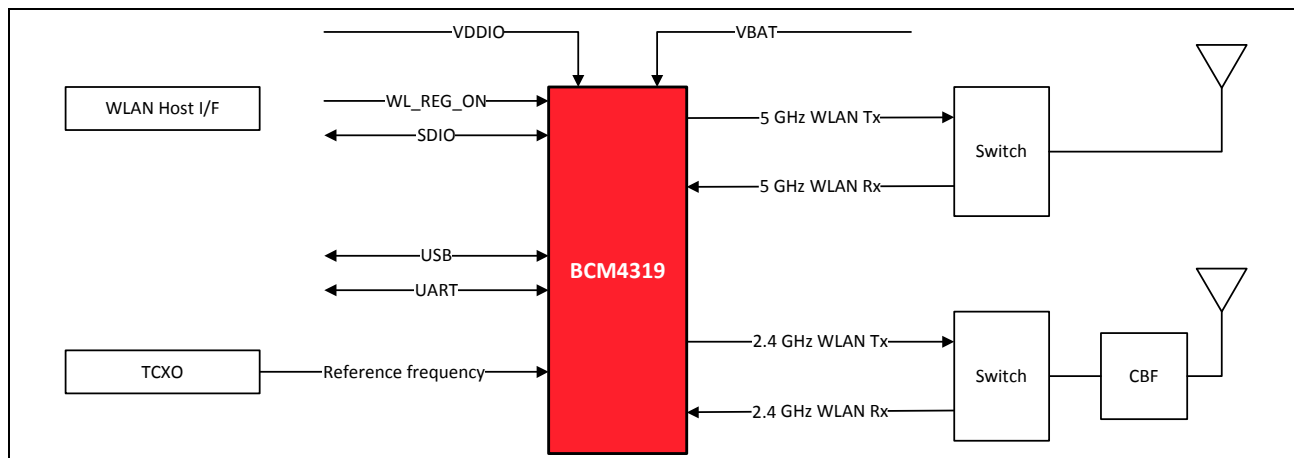 VDDIO
VBAT
WLAN Host I/F
WL_REG_ON
SDIO
5 GHz WLAN Tx
Switch
5 GHz WLAN Rx
USB
BCM4319
UART
2.4 GHz WLAN Tx
TCXO
Reference frequency
Switch
CBF
2.4 GHz WLAN Rx